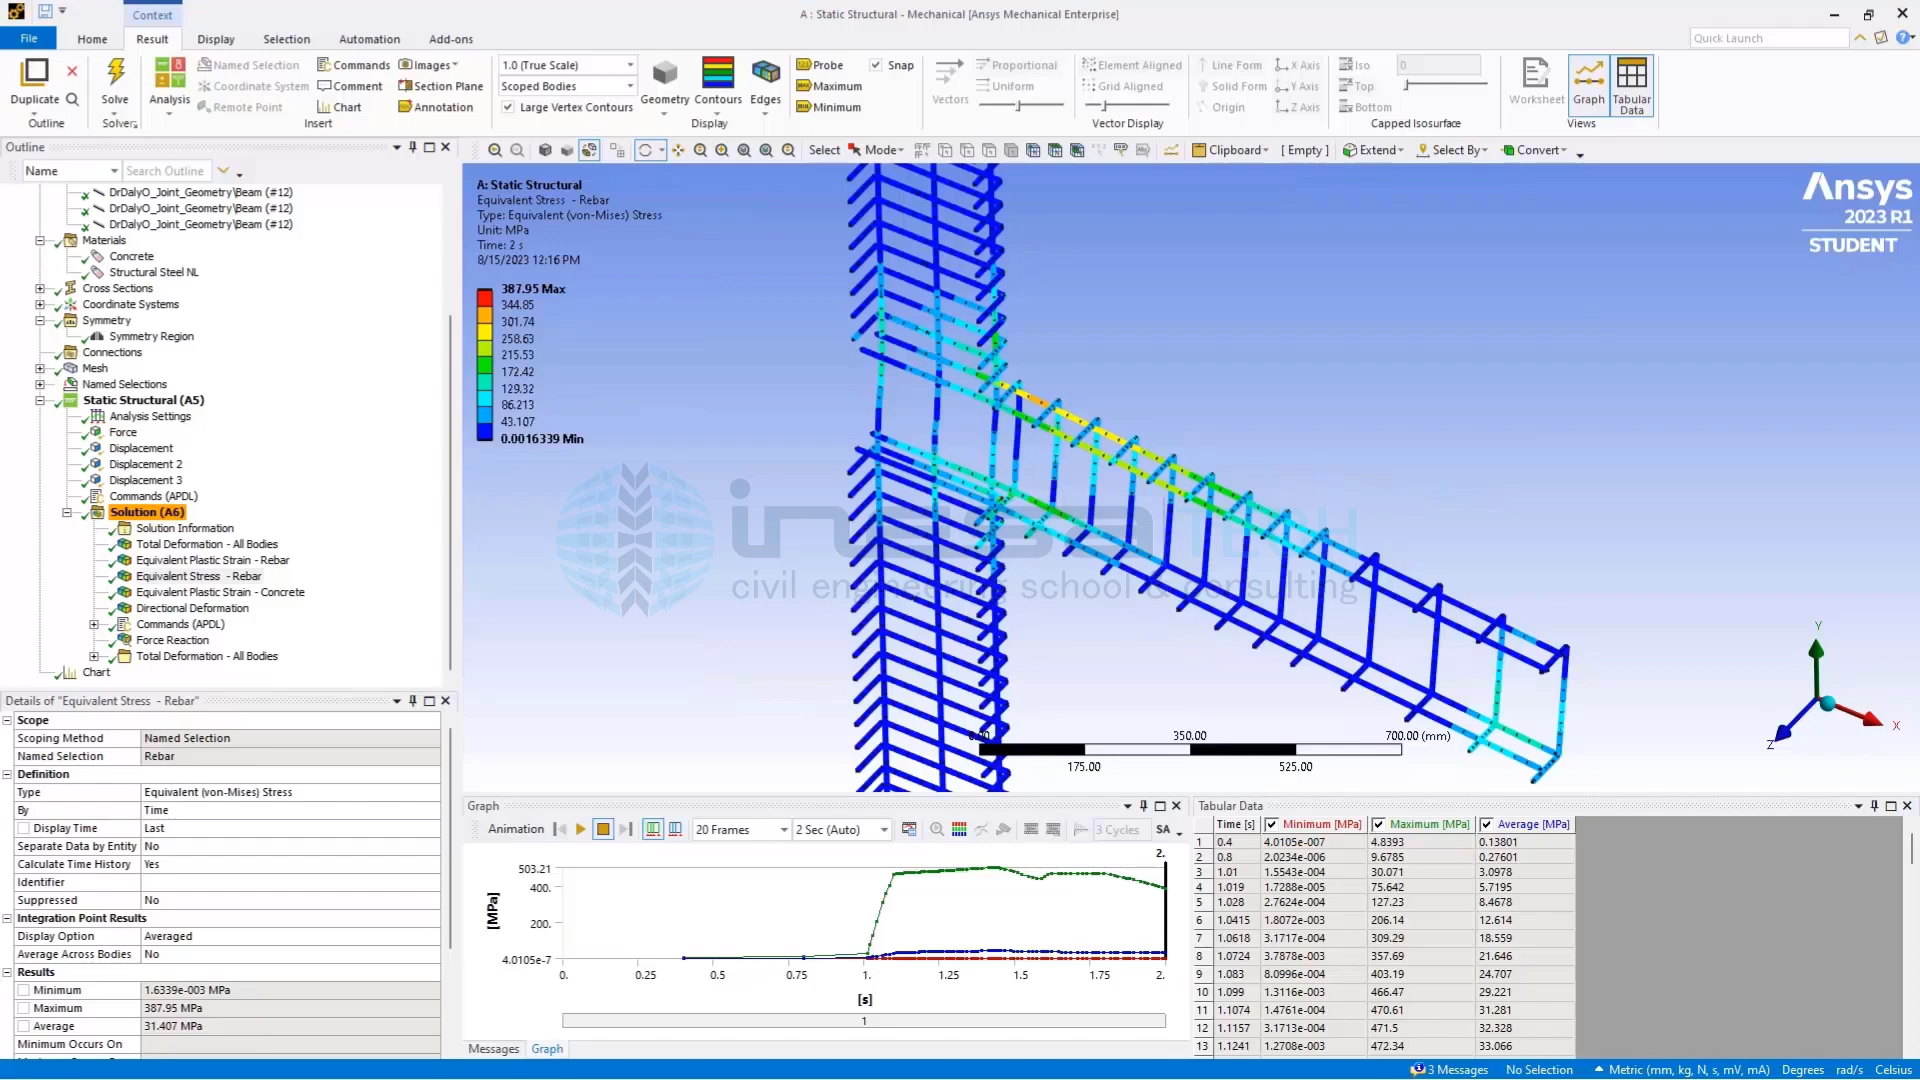 Context
A : Static Structural - Mechanical [Ansys Mechanical Enterprise]
File Home Result Display Selection Automation Add-ons
Quick Launch
Duplicate
Outline
Solve
Solver
Analysis
Named Selection
Coordinate System
Remote Point
Commands
Comment
Chart
Images
Section Plane
Annotation
Insert
1.0 (True Scale)
Scoped Bodies
Large Vertex Contours
Geometry
Contours
Edges
Display
Probe
Maximum
Minimum
Snap
Vectors
Proportional
Uniform
Element Aligned
Grid Aligned
Line Form
Solid Form
Origin
X Axis
Y Axis
Z Axis
Vector Display
Iso
Top
Bottom
0
Capped Isosurface
Worksheet
Graph
Tabular Data
Views
Outline
Name
Search Outline
Select Mode Clipboard [ Empty ] Extend Select By Convert
DrDalyO_Joint_Geometry\Beam (#12)
DrDalyO_Joint_Geometry\Beam (#12)
DrDalyO_Joint_Geometry\Beam (#12)
Materials
Concrete
Structural Steel NL
Cross Sections
Coordinate Systems
Symmetry
Symmetry Region
Connections
Mesh
Named Selections
Static Structural (A5)
Analysis Settings
Force
Displacement
Displacement 2
Displacement 3
Commands (APDL)
Solution (A6)
Solution Information
Total Deformation - All Bodies
Equivalent Plastic Strain - Rebar
Equivalent Stress - Rebar
Equivalent Plastic Strain - Concrete
Directional Deformation
Commands (APDL)
Force Reaction
Total Deformation - All Bodies
Chart
A: Static Structural
Equivalent Stress - Rebar
Type: Equivalent (von-Mises) Stress
Unit: MPa
Time: 2 s
8/15/2023 12:16 PM
387.95 Max
344.85
301.74
258.63
215.53
172.42
129.32
86.213
43.107
0.0016339 Min
Ansys
2023 R1
STUDENT
inesa TECH
civil engineering school & consulting
0.00 350.00 700.00 (mm)
175.00 525.00
Y
X
Z
Details of "Equivalent Stress - Rebar"
Scope
Scoping Method Named Selection
Named Selection Rebar
Definition
Type Equivalent (von-Mises) Stress
By Time
Display Time Last
Separate Data by Entity No
Calculate Time History Yes
Identifier
Suppressed No
Integration Point Results
Display Option Averaged
Average Across Bodies No
Results
Minimum 1.6339e-003 MPa
Maximum 387.95 MPa
Average 31.407 MPa
Minimum Occurs On
Graph
Animation 20 Frames 2 Sec (Auto) 3 Cycles SA
2.
503.21
400.
200.
4.0105e-7
[MPa]
0. 0.25 0.5 0.75 1. 1.25 1.5 1.75 2.
[s]
1
Messages Graph
Tabular Data
Time [s] Minimum [MPa] Maximum [MPa] Average [MPa]
1 0.4 4.0105e-007 4.8393 0.13801
2 0.8 2.0234e-006 9.6785 0.27601
3 1.01 1.5543e-004 30.071 3.0978
4 1.019 1.7288e-005 75.642 5.7195
5 1.028 2.7624e-004 127.23 8.4678
6 1.0415 1.8072e-003 206.14 12.614
7 1.0618 3.1717e-004 309.29 18.559
8 1.0724 3.7878e-003 357.69 21.646
9 1.083 8.0996e-004 403.19 24.707
10 1.099 1.3116e-003 466.47 29.221
11 1.1074 1.4761e-003 470.61 31.281
12 1.1157 3.1713e-004 471.5 32.328
13 1.1241 1.2708e-003 472.34 33.066
3 Messages No Selection Metric (mm, kg, N, s, mV, mA) Degrees rad/s Celsius